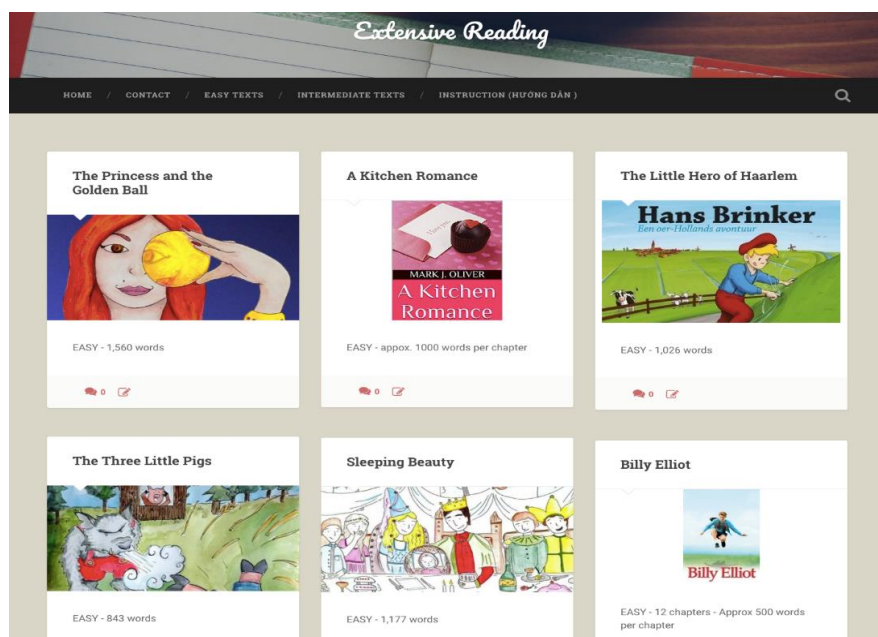 Extensive Reading
HOME / CONTACT / EASY TEXTS / INTERMEDIATE TEXTS / INSTRUCTION (HƯỚNG DẪN )
The Princess and the
Golden Ball
EASY - 1,560 words
0
A Kitchen Romance
MARK J. OLIVER
A Kitchen
Romance
EASY - appox. 1000 words per chapter
0
The Little Hero of Haarlem
Hans Brinker
Een oer-Hollands avontuur
EASY - 1,026 words
0
The Three Little Pigs
EASY - 843 words
Sleeping Beauty
EASY - 1,177 words
Billy Elliot
Billy Elliot
EASY - 12 chapters - Approx 500 words
per chapter